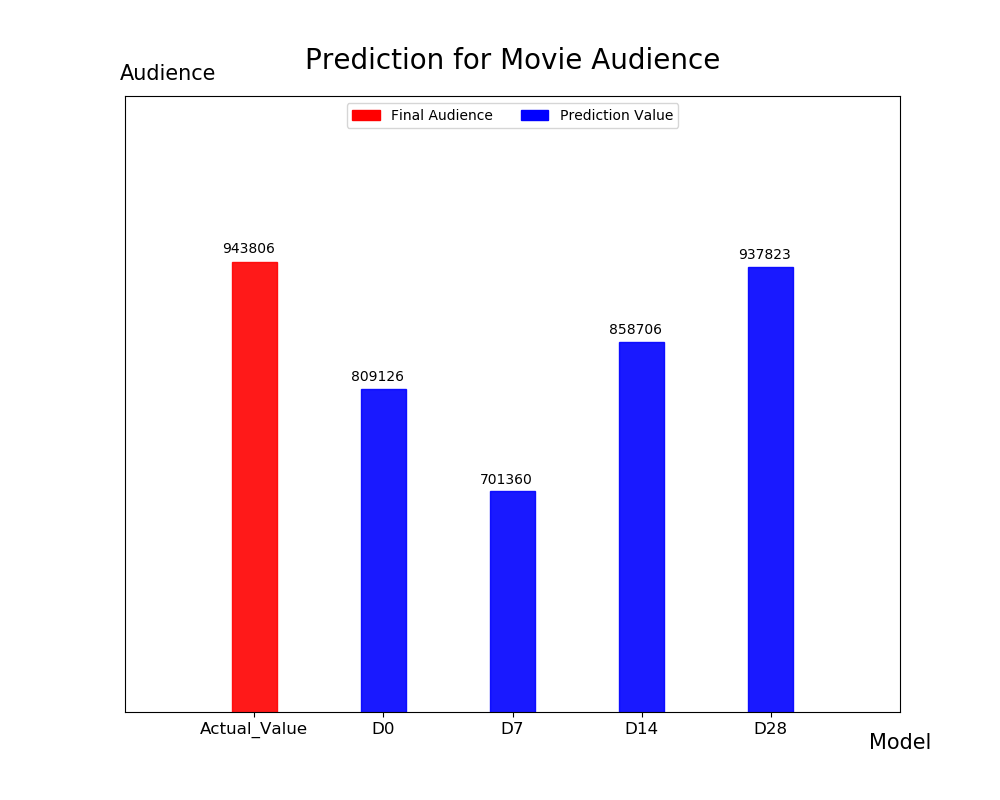 Prediction for Movie Audience
Audience
Final Audience
Prediction Value
943806
809126
701360
858706
937823
Actual_Value
D0
D7
D14
D28
Model